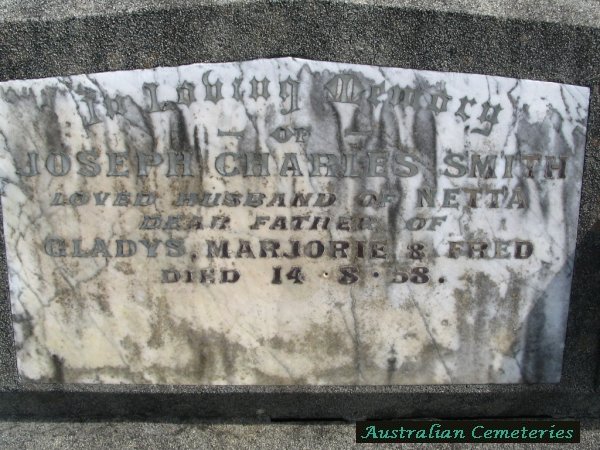 In Loving Memory
— OF —
JOSEPH CHARLES SMITH
LOVED HUSBAND OF NETTA
DEAR FATHER OF
GLADYS, MARJORIE & FRED
DIED 14 · 8 · 58.
Australian Cemeteries